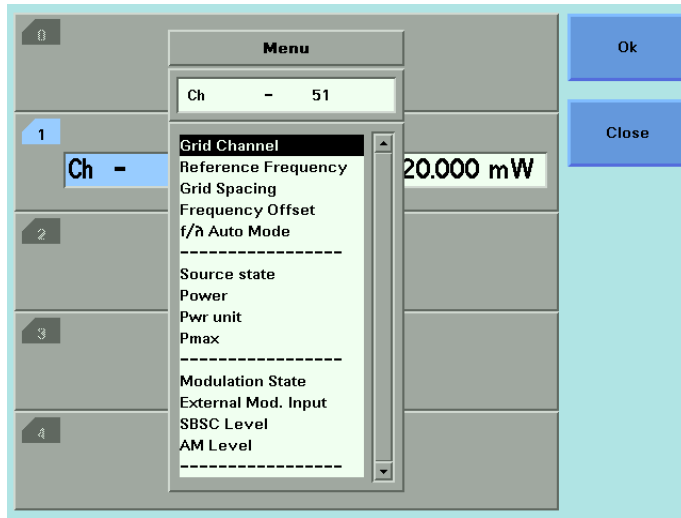 0
Menu
Ok
Ch - 51
Close
1
Ch -
20.000 mW
Grid Channel
Reference Frequency
Grid Spacing
Frequency Offset
f/λ Auto Mode
------------------
Source state
Power
Pwr unit
Pmax
------------------
Modulation State
External Mod. Input
SBSC Level
AM Level
------------------
2
3
4